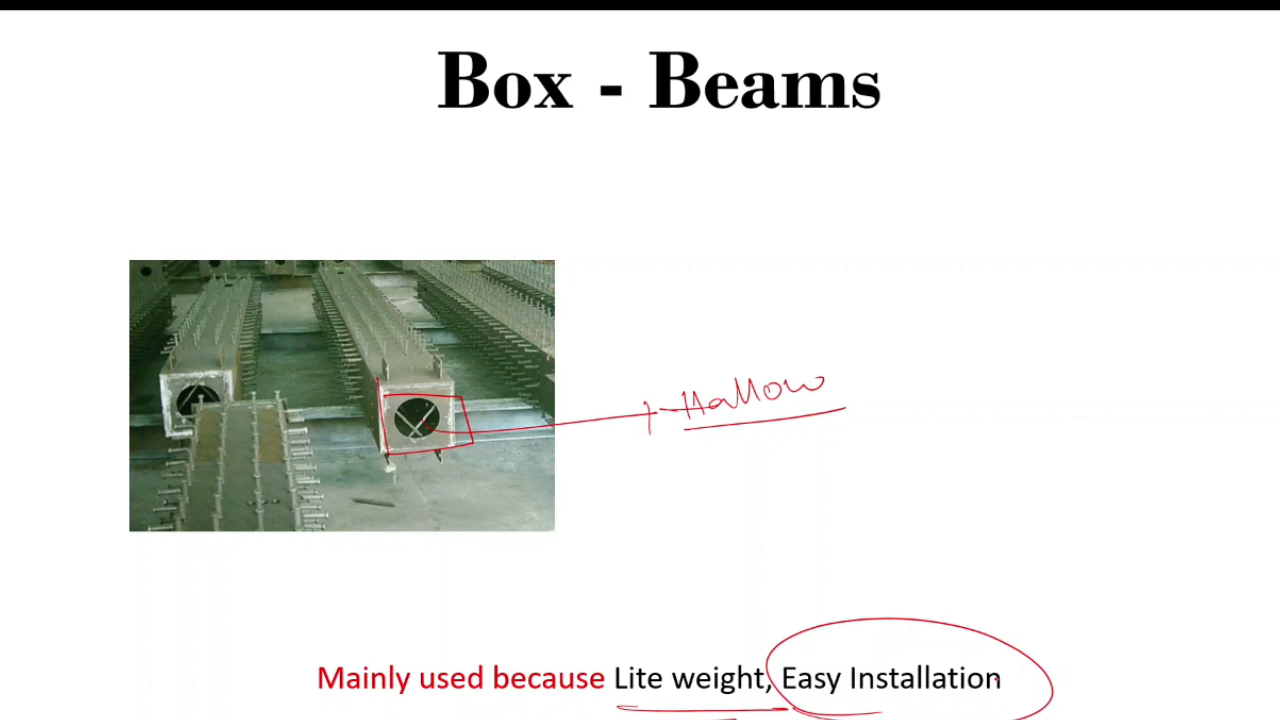 Box - Beams
Hallow
Mainly used because Lite weight, Easy Installation